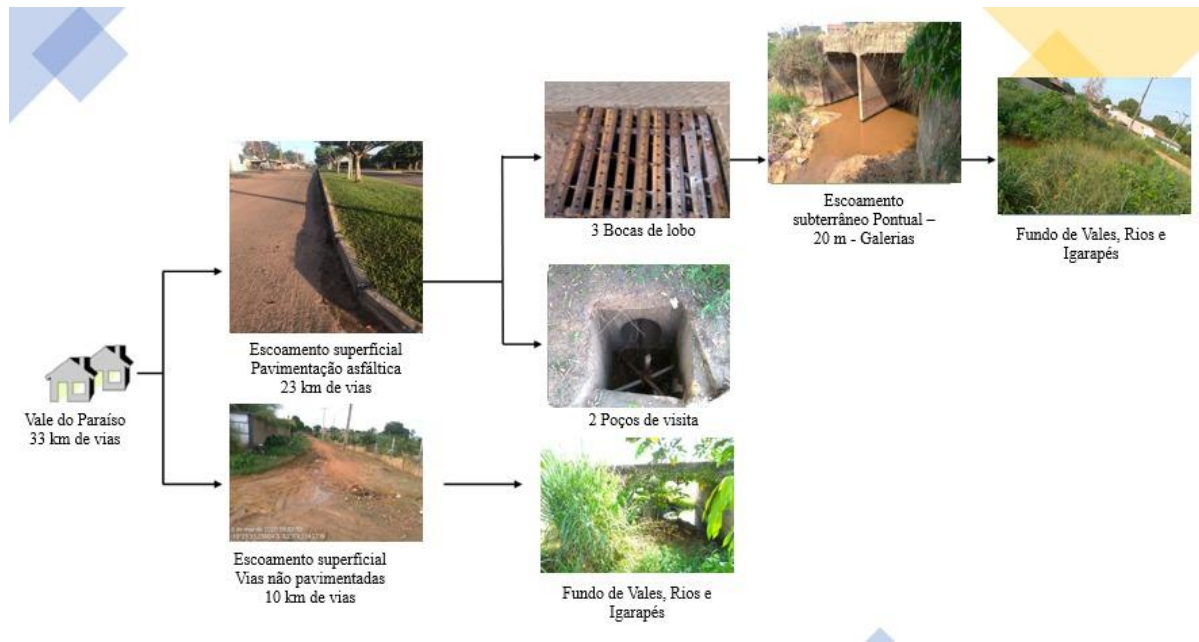 Vale do Paraíso
33 km de vias
Escoamento superficial
Pavimentação asfáltica
23 km de vias
3 Bocas de lobo
Escoamento
subterrâneo Pontual –
20 m - Galerias
Fundo de Vales, Rios e
Igarapés
2 Poços de visita
Escoamento superficial
Vias não pavimentadas
10 km de vias
Fundo de Vales, Rios e
Igarapés